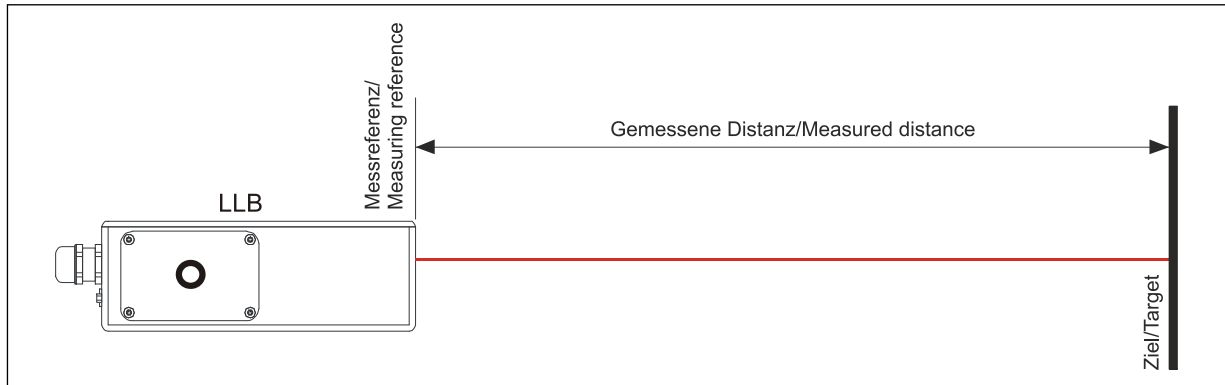 Messreferenz/
Measuring reference
Gemessene Distanz/Measured distance
LLB
Ziel/Target